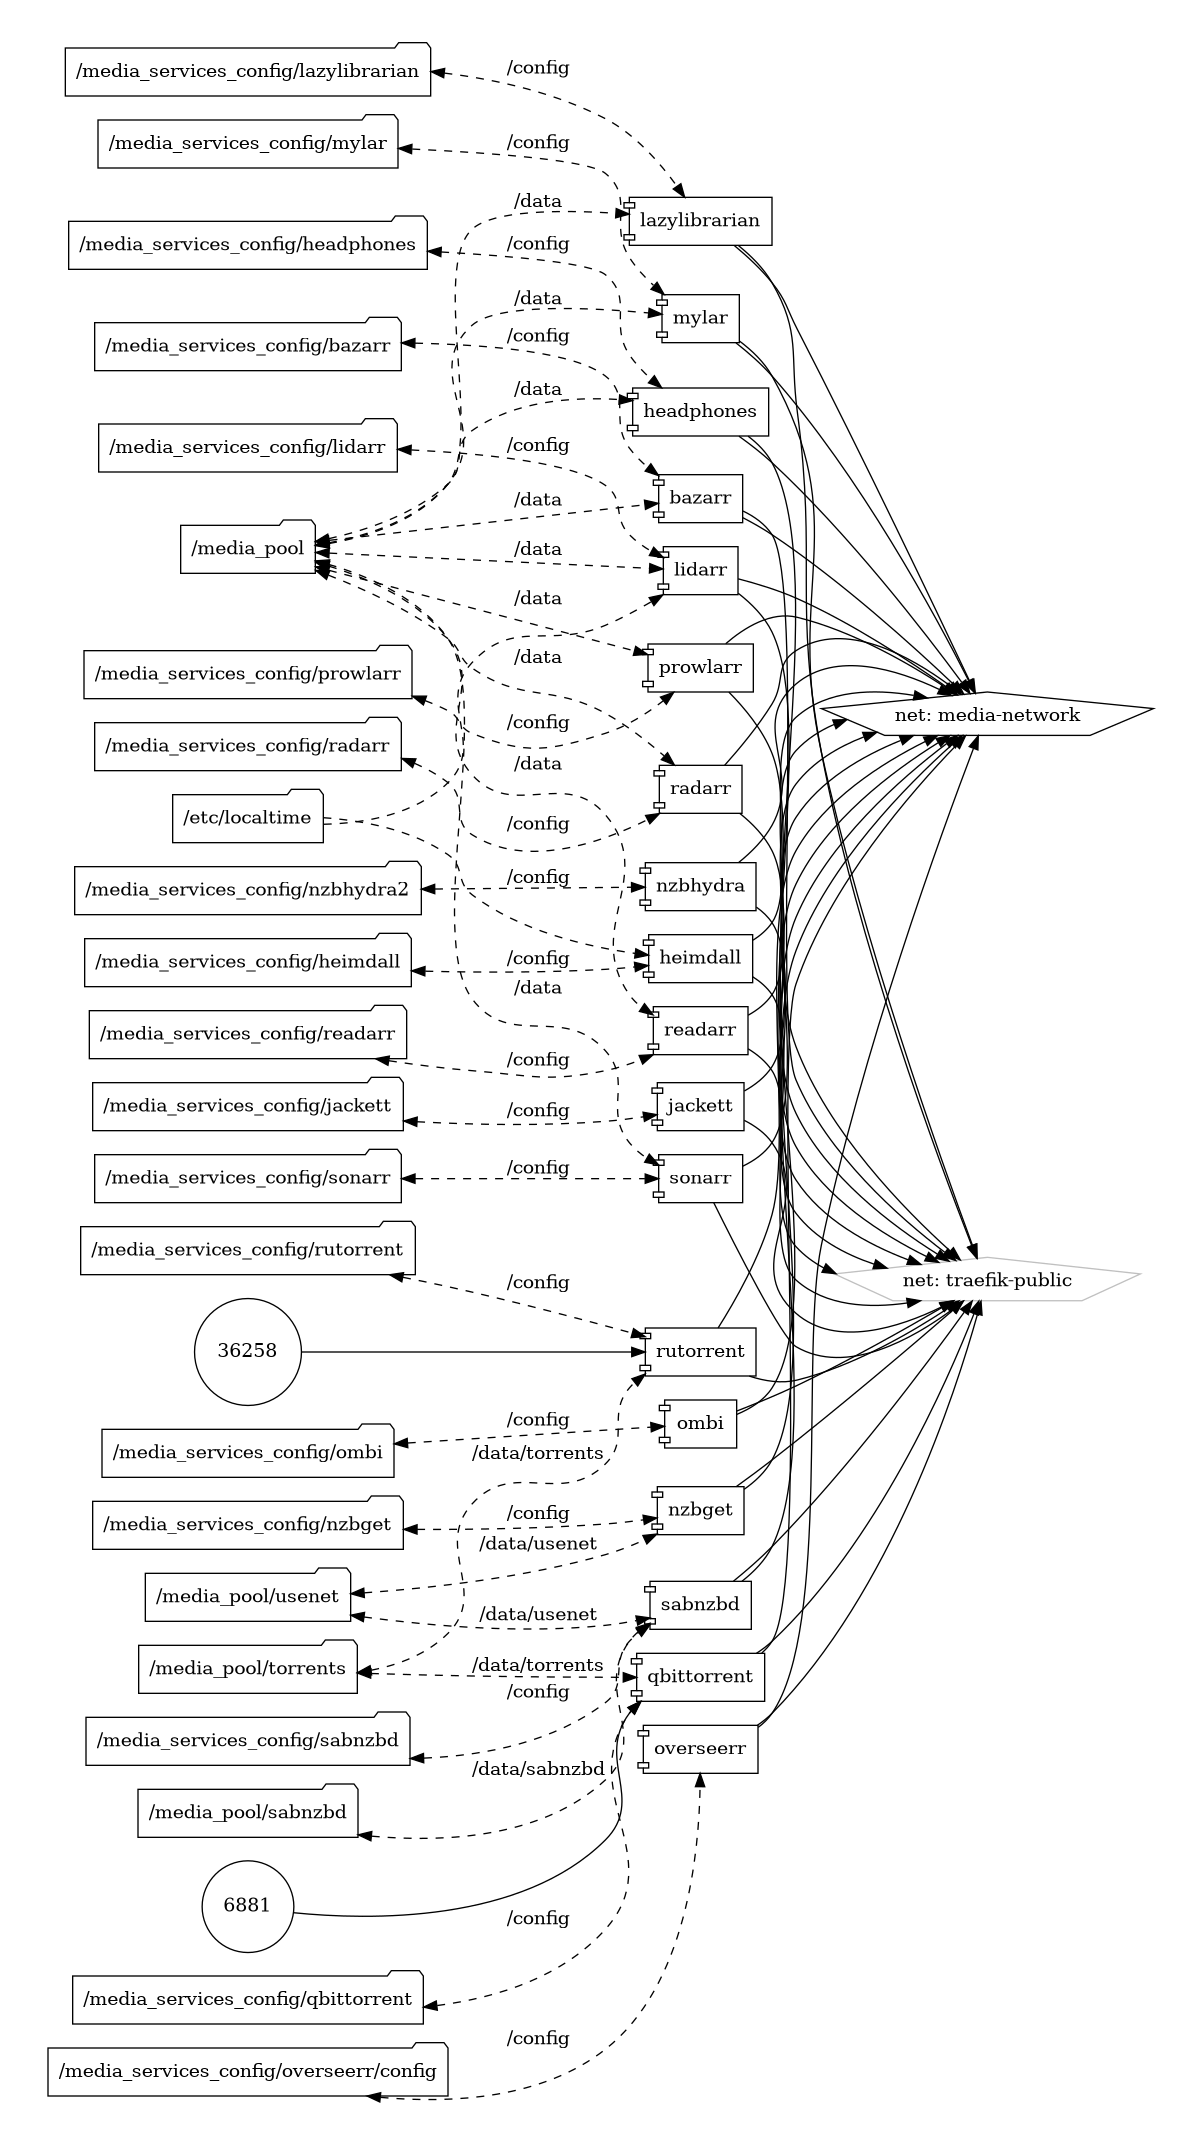 /media_services_config/lazylibrarian
/config
/media_services_config/mylar
/config
/data
lazylibrarian
/media_services_config/headphones
/config
/data
mylar
/media_services_config/bazarr
/config
/data
headphones
/media_services_config/lidarr
/config
/data
bazarr
/media_pool
/data
lidarr
/data
/media_services_config/prowlarr
/data
prowlarr
/config
net: media-network
/media_services_config/radarr
/data
radarr
/etc/localtime
/config
/media_services_config/nzbhydra2
/config
nzbhydra
/media_services_config/heimdall
/config
heimdall
/data
/media_services_config/readarr
/config
readarr
/media_services_config/jackett
/config
jackett
/media_services_config/sonarr
/config
sonarr
/media_services_config/rutorrent
/config
net: traefik-public
36258
rutorrent
/media_services_config/ombi
/config
ombi
/data/torrents
/media_services_config/nzbget
/config
nzbget
/data/usenet
/media_pool/usenet
/data/usenet
sabnzbd
/media_pool/torrents
/data/torrents
qbittorrent
/config
/media_services_config/sabnzbd
overseerr
/data/sabnzbd
/media_pool/sabnzbd
6881
/config
/media_services_config/qbittorrent
/config
/media_services_config/overseerr/config